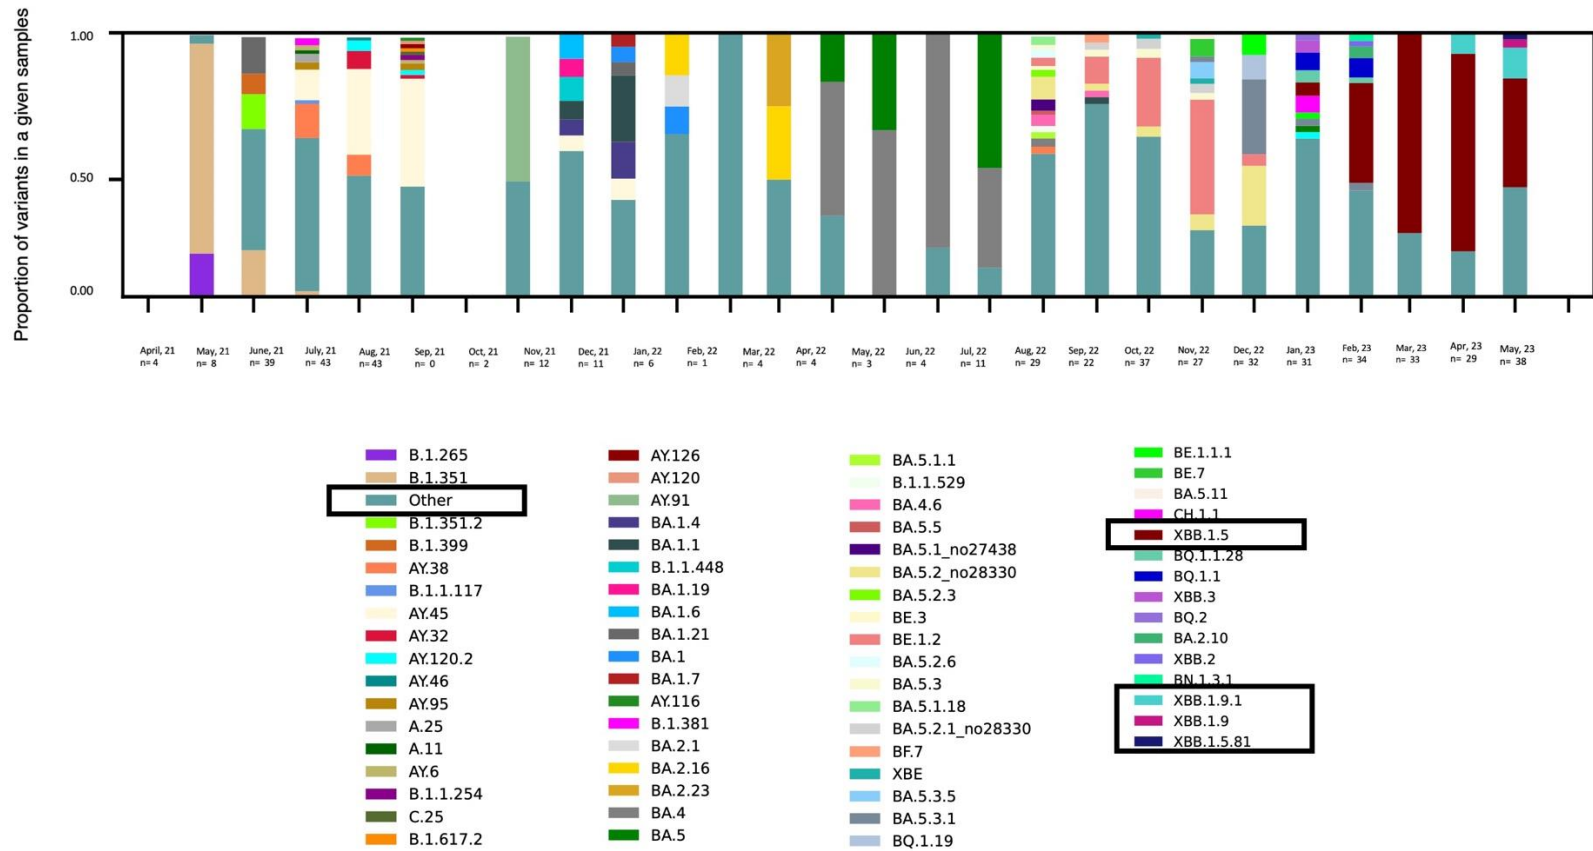 Proportion of variants in a given samples
1.00
0.50
0.00
April, 21
n= 4
May, 21
n= 8
June, 21
n= 39
July, 21
n= 43
Aug, 21
n= 43
Sep, 21
n= 0
Oct, 21
n= 2
Nov, 21
n= 12
Dec, 21
n= 11
Jan, 22
n= 6
Feb, 22
n= 1
Mar, 22
n= 4
Apr, 22
n= 4
May, 22
n= 3
Jun, 22
n= 4
Jul, 22
n= 11
Aug, 22
n= 29
Sep, 22
n= 22
Oct, 22
n= 37
Nov, 22
n= 27
Dec, 22
n= 32
Jan, 23
n= 31
Feb, 23
n= 34
Mar, 23
n= 33
Apr, 23
n= 29
May, 23
n= 38
B.1.265
B.1.351
Other
B.1.351.2
B.1.399
AY.38
B.1.1.117
AY.45
AY.32
AY.120.2
AY.46
AY.95
A.25
A.11
AY.6
B.1.1.254
C.25
B.1.617.2
AY.126
AY.120
AY.91
BA.1.4
BA.1.1
B.1.1.448
BA.1.19
BA.1.6
BA.1.21
BA.1
BA.1.7
AY.116
B.1.381
BA.2.1
BA.2.16
BA.2.23
BA.4
BA.5
BA.5.1.1
B.1.1.529
BA.4.6
BA.5.5
BA.5.1_no27438
BA.5.2_no28330
BA.5.2.3
BE.3
BE.1.2
BA.5.2.6
BA.5.3
BA.5.1.18
BA.5.2.1_no28330
BF.7
XBE
BA.5.3.5
BA.5.3.1
BQ.1.19
BE.1.1.1
BE.7
BA.5.11
CH.1.1
XBB.1.5
BQ.1.1.28
BQ.1.1
XBB.3
BQ.2
BA.2.10
XBB.2
BN.1.3.1
XBB.1.9.1
XBB.1.9
XBB.1.5.81